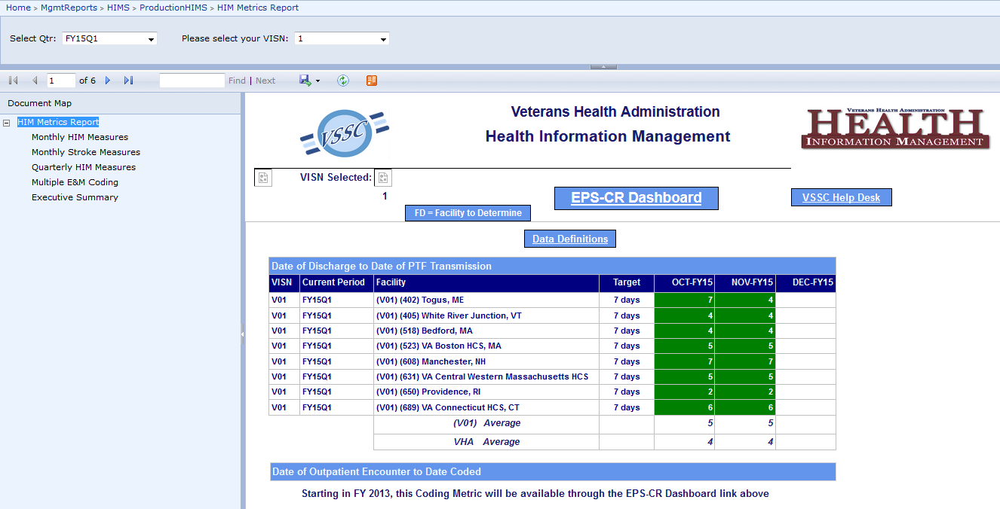 Home > MgmtReports > HIMS > ProductionHIMS > HIM Metrics Report
Select Qtr: FY15Q1 Please select your VISN: 1
1 of 6 Find | Next
Document Map
HIM Metrics Report
Monthly HIM Measures
Monthly Stroke Measures
Quarterly HIM Measures
Multiple E&M Coding
Executive Summary
VSSC
Veterans Health Administration
Health Information Management
Veterans Health Administration
HEALTH
Information Management
VISN Selected:
1
EPS-CR Dashboard
VSSC Help Desk
FD = Facility to Determine
Data Definitions
Date of Discharge to Date of PTF Transmission
VISN Current Period Facility Target OCT-FY15 NOV-FY15 DEC-FY15
V01 FY15Q1 (V01) (402) Togus, ME 7 days 7 4
V01 FY15Q1 (V01) (405) White River Junction, VT 7 days 4 4
V01 FY15Q1 (V01) (518) Bedford, MA 7 days 4 4
V01 FY15Q1 (V01) (523) VA Boston HCS, MA 7 days 5 5
V01 FY15Q1 (V01) (608) Manchester, NH 7 days 7 7
V01 FY15Q1 (V01) (631) VA Central Western Massachusetts HCS 7 days 5 5
V01 FY15Q1 (V01) (650) Providence, RI 7 days 2 2
V01 FY15Q1 (V01) (689) VA Connecticut HCS, CT 7 days 6 6
(V01) Average 5 5
VHA Average 4 4
Date of Outpatient Encounter to Date Coded
Starting in FY 2013, this Coding Metric will be available through the EPS-CR Dashboard link above